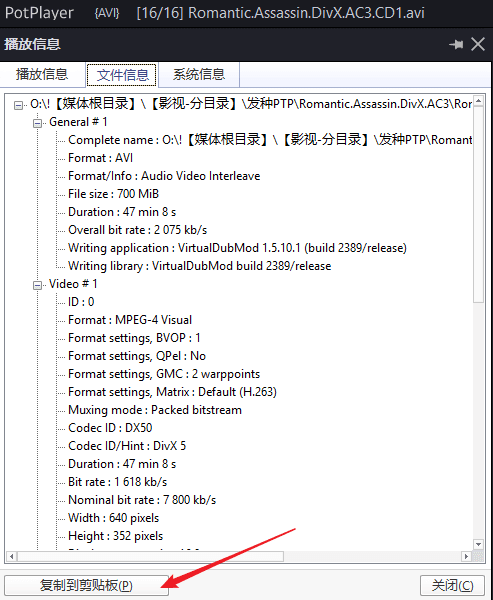 PotPlayer {AVI} [16/16] Romantic.Assassin.DivX.AC3.CD1.avi
播放信息
播放信息 文件信息 系统信息
O:\!【媒体根目录】\【影视-分目录】\发种PTP\Romantic.Assassin.DivX.AC3\Ror
General # 1
Complete name : O:\!【媒体根目录】\【影视-分目录】\发种PTP\Romant
Format : AVI
Format/Info : Audio Video Interleave
File size : 700 MiB
Duration : 47 min 8 s
Overall bit rate : 2 075 kb/s
Writing application : VirtualDubMod 1.5.10.1 (build 2389/release)
Writing library : VirtualDubMod build 2389/release
Video # 1
ID : 0
Format : MPEG-4 Visual
Format settings, BVOP : 1
Format settings, QPel : No
Format settings, GMC : 2 warppoints
Format settings, Matrix : Default (H.263)
Muxing mode : Packed bitstream
Codec ID : DX50
Codec ID/Hint : DivX 5
Duration : 47 min 8 s
Bit rate : 1 618 kb/s
Nominal bit rate : 7 800 kb/s
Width : 640 pixels
Height : 352 pixels
复制到剪贴板(P) 关闭(C)